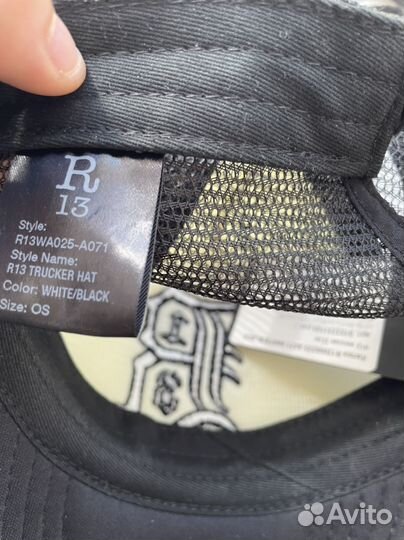 R
13
Style:
R13WA025-A071
Style Name:
R13 TRUCKER HAT
Color: WHITE/BLACK
Size: OS
Avito